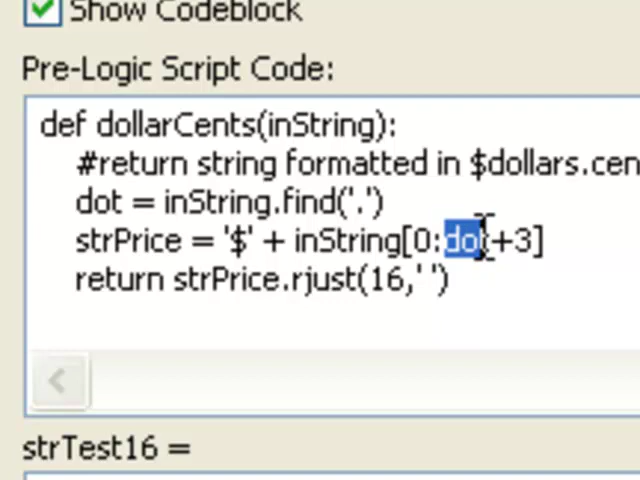 Show Codeblock
Pre-Logic Script Code:
def dollarCents(inString):
#return string formatted in $dollars.cen
dot = inString.find('.')
strPrice = '$' + inString[0:dot+3]
return strPrice.rjust(16,' ')
strTest16 =